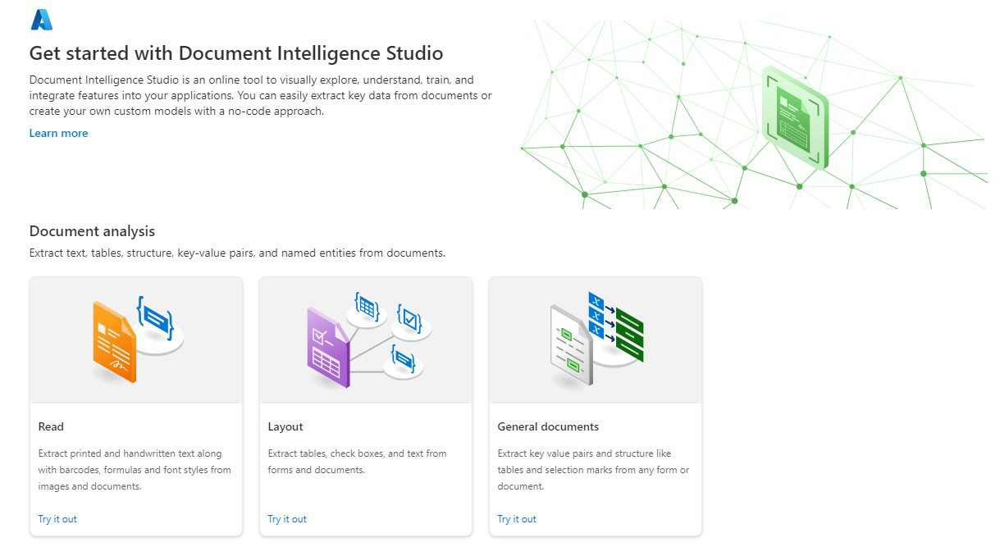 Get started with Document Intelligence Studio
Document Intelligence Studio is an online tool to visually explore, understand, train, and
integrate features into your applications. You can easily extract key data from documents or
create your own custom models with a no-code approach.
Learn more
Document analysis
Extract text, tables, structure, key-value pairs, and named entities from documents.
Read
Extract printed and handwritten text along
with barcodes, formulas and font styles from
images and documents.
Try it out
Layout
Extract tables, check boxes, and text from
forms and documents.
Try it out
General documents
Extract key value pairs and structure like
tables and selection marks from any form or
document.
Try it out